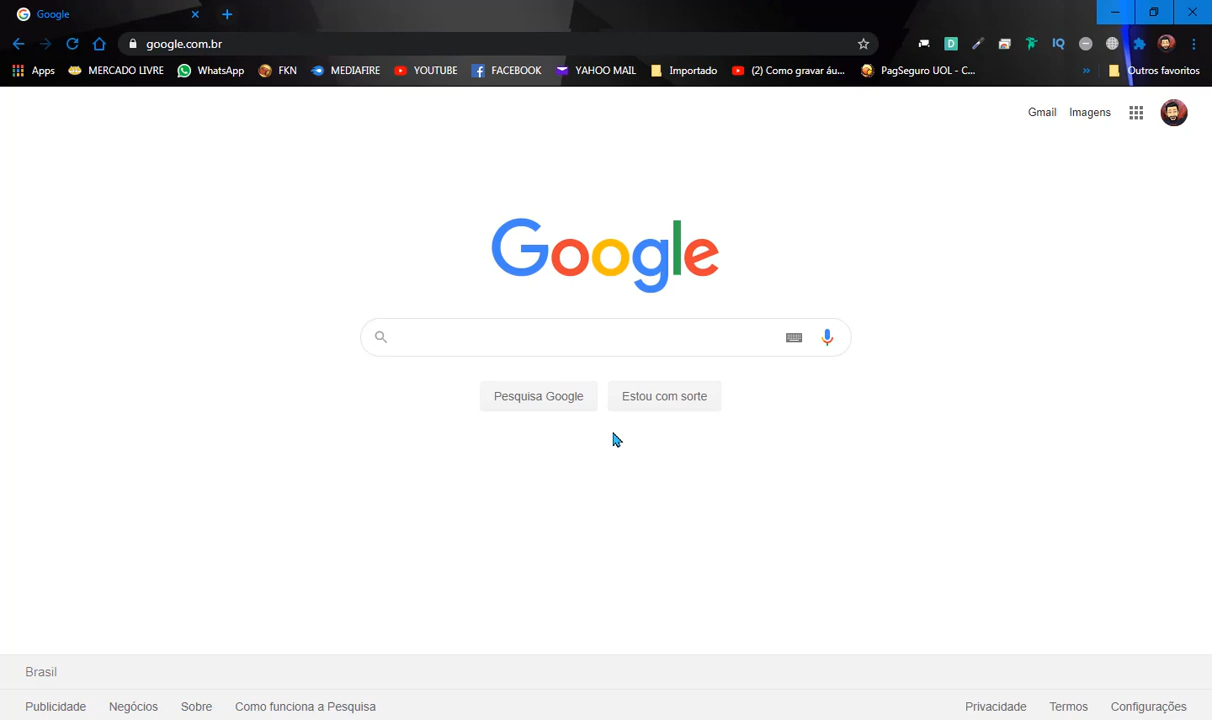 Google
google.com.br
Apps MERCADO LIVRE WhatsApp FKN MEDIAFIRE YOUTUBE FACEBOOK YAHOO MAIL Importado (2) Como gravar áu... PagSeguro UOL - C... » Outros favoritos
D IQ
Gmail Imagens
Google
Pesquisa Google Estou com sorte
Brasil
Publicidade Negócios Sobre Como funciona a Pesquisa Privacidade Termos Configurações